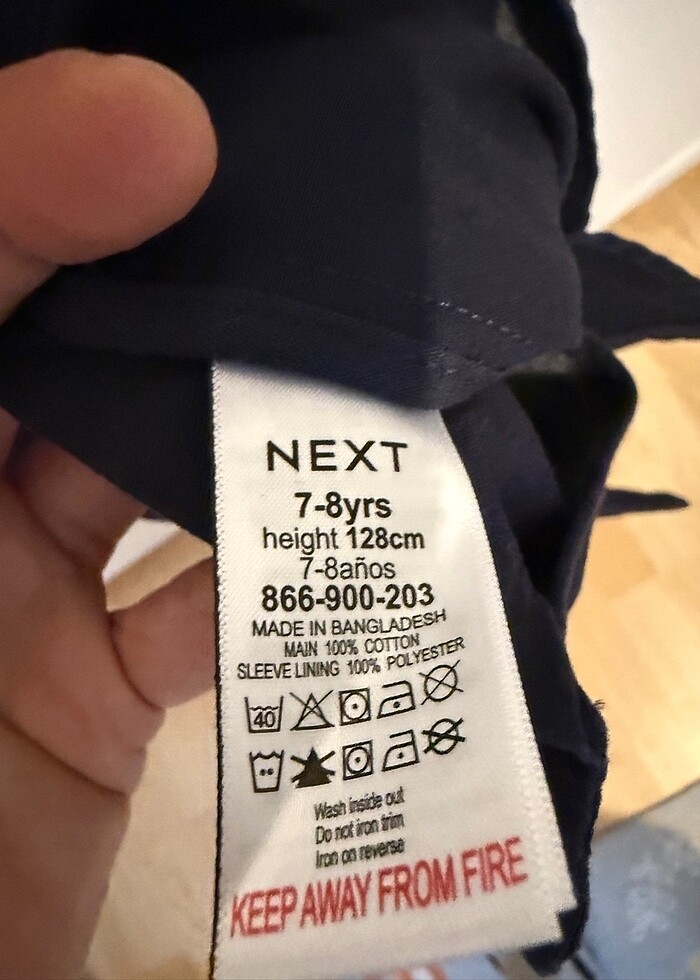 NEXT
7-8yrs
height 128cm
7-8años
866-900-203
MADE IN BANGLADESH
MAIN 100% COTTON
SLEEVE LINING 100% POLYESTER
40
Wash inside out
Do not iron trim
Iron on reverse
KEEP AWAY FROM FIRE